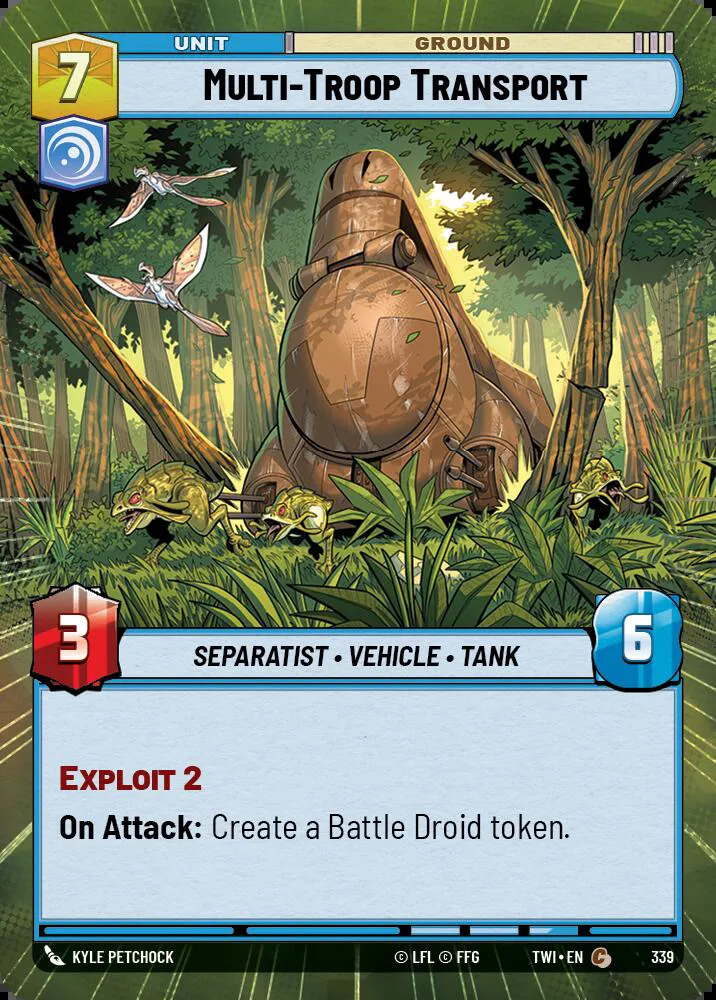 UNIT
GROUND
7
MULTI-TROOP TRANSPORT
3
SEPARATIST • VEHICLE • TANK
6
EXPLOIT 2
On Attack: Create a Battle Droid token.
KYLE PETCHOCK
© LFL © FFG
TWI • EN
C
339